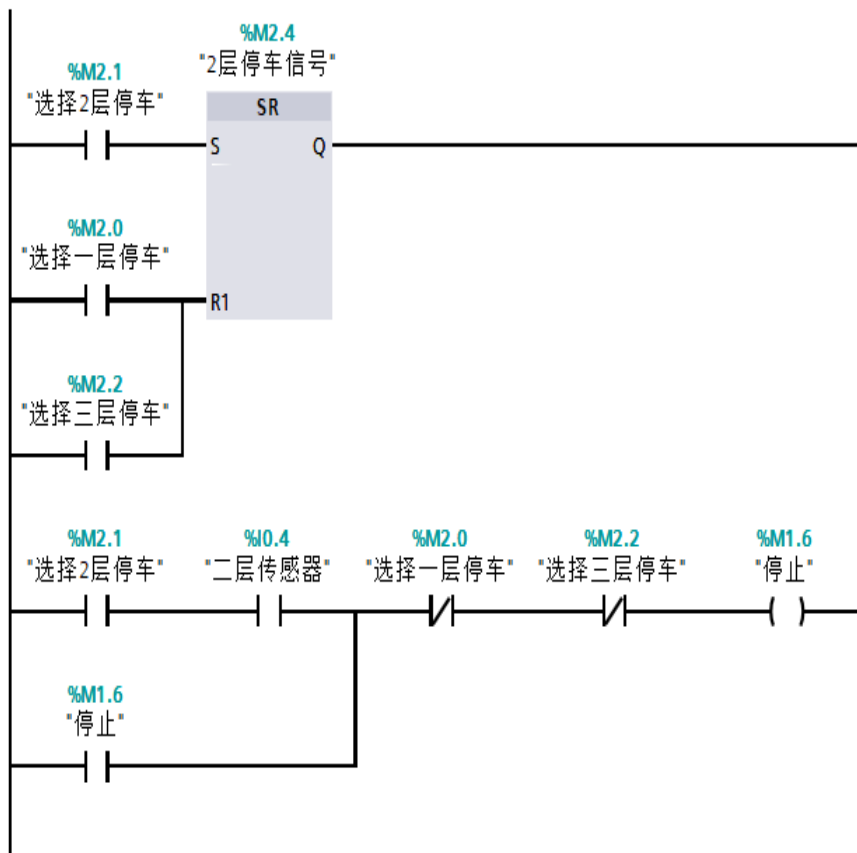 %M2.4
"2层停车信号"
%M2.1
"选择2层停车"
SR
S
Q
%M2.0
"选择一层停车"
R1
%M2.2
"选择三层停车"
%M2.1
"选择2层停车"
%I0.4
"二层传感器"
%M2.0
"选择一层停车"
%M2.2
"选择三层停车"
%M1.6
"停止"
%M1.6
"停止"